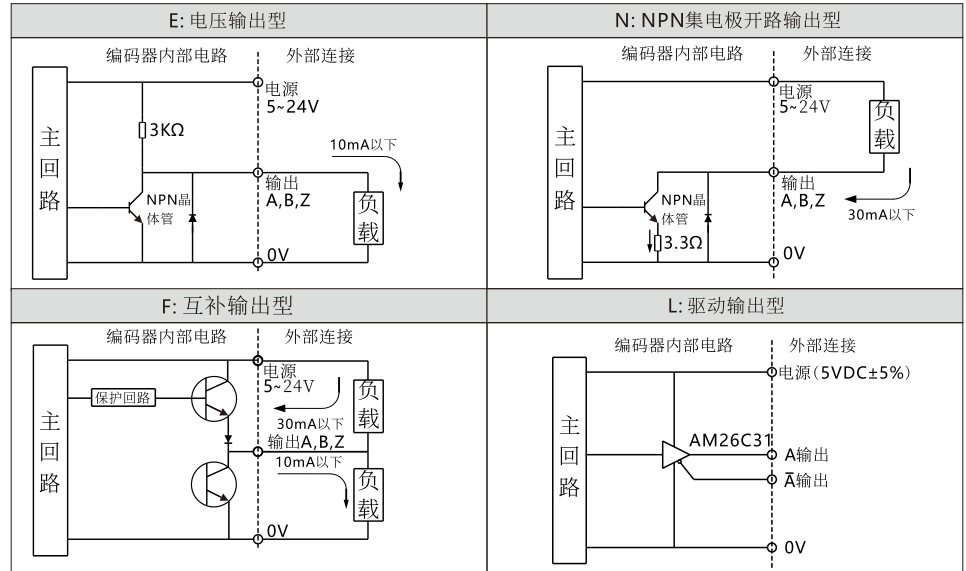 E: 电压输出型
编码器内部电路
外部连接
主回路
3KΩ
NPN晶
体管
电源
5~24V
10mA以下
输出
A,B,Z
负载
0V
N: NPN集电极开路输出型
编码器内部电路
外部连接
主回路
电源
5~24V
负载
NPN晶
体管
输出
A,B,Z
30mA以下
3.3Ω
0V
F: 互补输出型
编码器内部电路
外部连接
主回路
保护回路
电源
5~24V
负载
30mA以下
输出A,B,Z
10mA以下
负载
0V
L: 驱动输出型
编码器内部电路
外部连接
主回路
电源(5VDC±5%)
AM26C31
A输出
A̅输出
0V